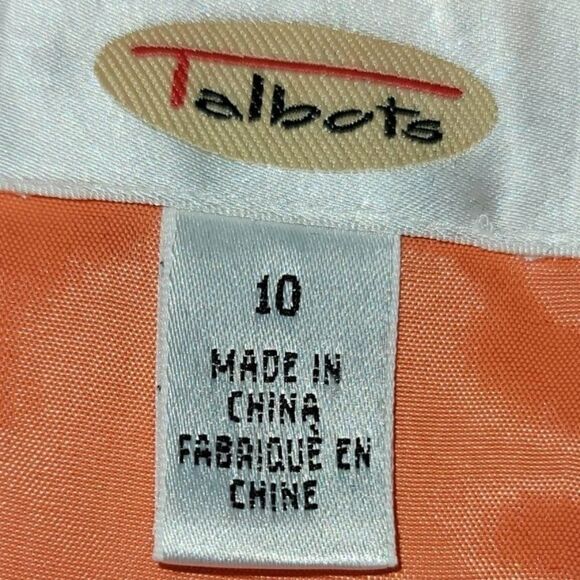 Talbots
10
MADE IN
CHINA
FABRIQUÈ EN
CHINE